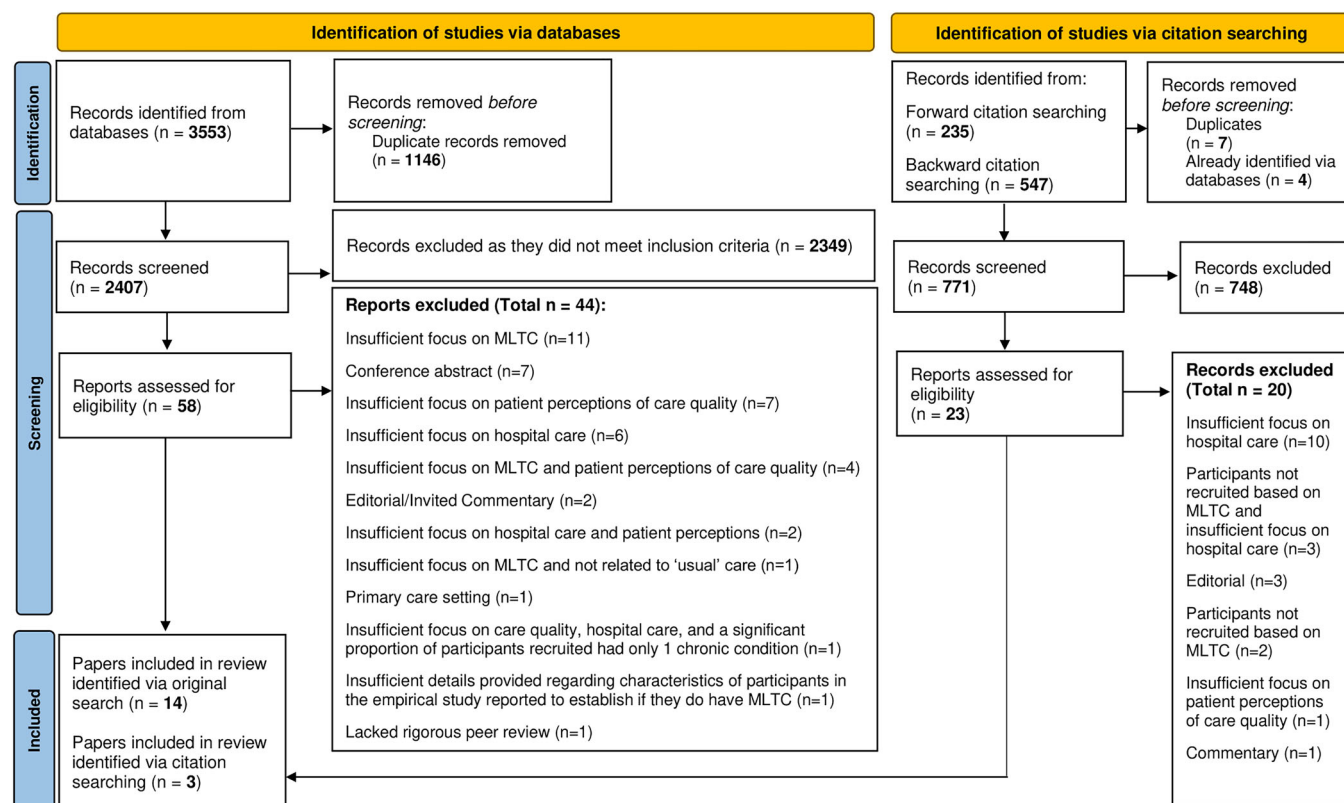 Identification of studies via databases
Identification of studies via citation searching
Identification
Records identified from
databases (n = 3553)
Records removed before
screening:
Duplicate records removed
(n = 1146)
Records identified from:
Forward citation searching
(n = 235)
Backward citation
searching (n = 547)
Records removed
before screening:
Duplicates
(n = 7)
Already identified via
databases (n = 4)
Screening
Records screened
(n = 2407)
Records excluded as they did not meet inclusion criteria (n = 2349)
Records screened
(n = 771)
Records excluded
(n = 748)
Reports assessed for
eligibility (n = 58)
Reports excluded (Total n = 44):
Insufficient focus on MLTC (n=11)
Conference abstract (n=7)
Insufficient focus on patient perceptions of care quality (n=7)
Insufficient focus on hospital care (n=6)
Insufficient focus on MLTC and patient perceptions of care quality (n=4)
Editorial/Invited Commentary (n=2)
Insufficient focus on hospital care and patient perceptions (n=2)
Insufficient focus on MLTC and not related to ‘usual’ care (n=1)
Primary care setting (n=1)
Insufficient focus on care quality, hospital care, and a significant
proportion of participants recruited had only 1 chronic condition (n=1)
Insufficient details provided regarding characteristics of participants in
the empirical study reported to establish if they do have MLTC (n=1)
Lacked rigorous peer review (n=1)
Reports assessed for
eligibility
(n = 23)
Records excluded
(Total n = 20)
Insufficient focus on
hospital care (n=10)
Participants not
recruited based on
MLTC and
insufficient focus on
hospital care (n=3)
Editorial (n=3)
Participants not
recruited based on
MLTC (n=2)
Insufficient focus on
patient perceptions
of care quality (n=1)
Commentary (n=1)
Included
Papers included in review
identified via original
search (n = 14)
Papers included in review
identified via citation
searching (n = 3)